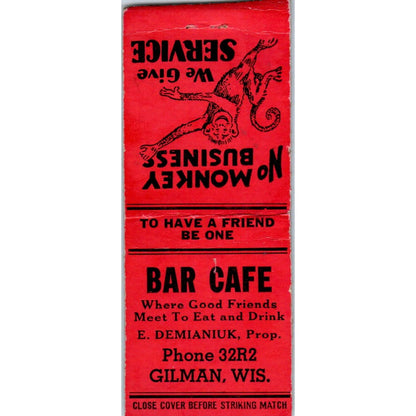 No MONKEY
BUSINESS
We Give
SERVICE
TO HAVE A FRIEND
BE ONE
BAR CAFE
Where Good Friends
Meet To Eat and Drink
E. DEMIANIUK, Prop.
Phone 32R2
GILMAN, WIS.
CLOSE COVER BEFORE STRIKING MATCH